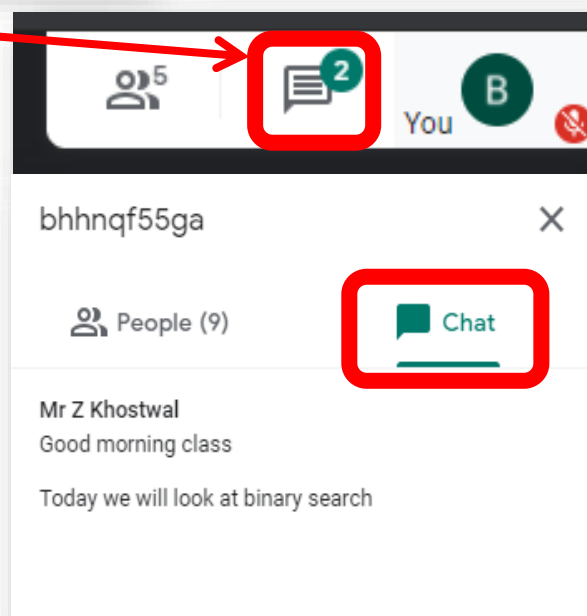 5
2
You
B
bhhnqf55ga
People (9)
Chat
Mr Z Khostwal
Good morning class
Today we will look at binary search